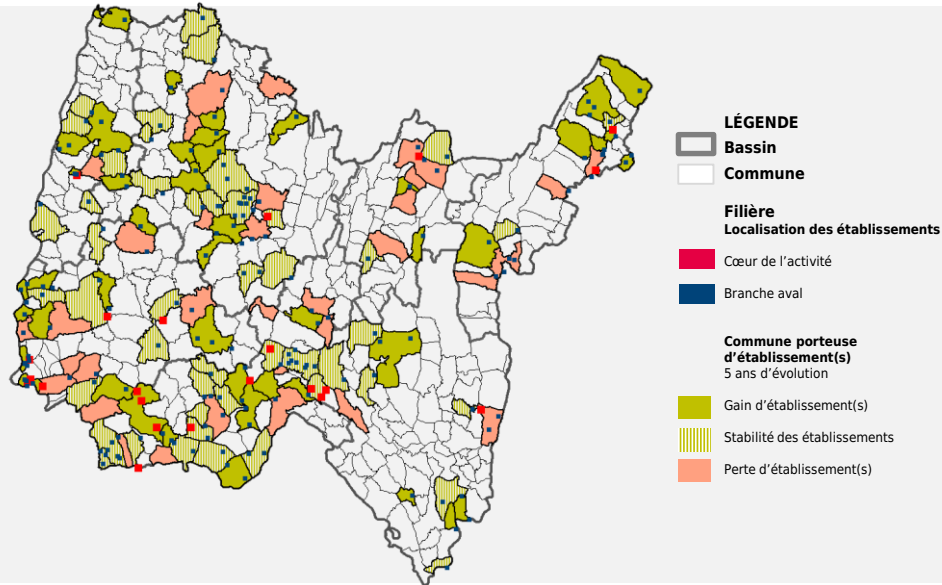 LÉGENDE
Bassin
Commune
Filière
Localisation des établissements
Cœur de l’activité
Branche aval
Commune porteuse
d’établissement(s)
5 ans d’évolution
Gain d’établissement(s)
Stabilité des établissements
Perte d’établissement(s)